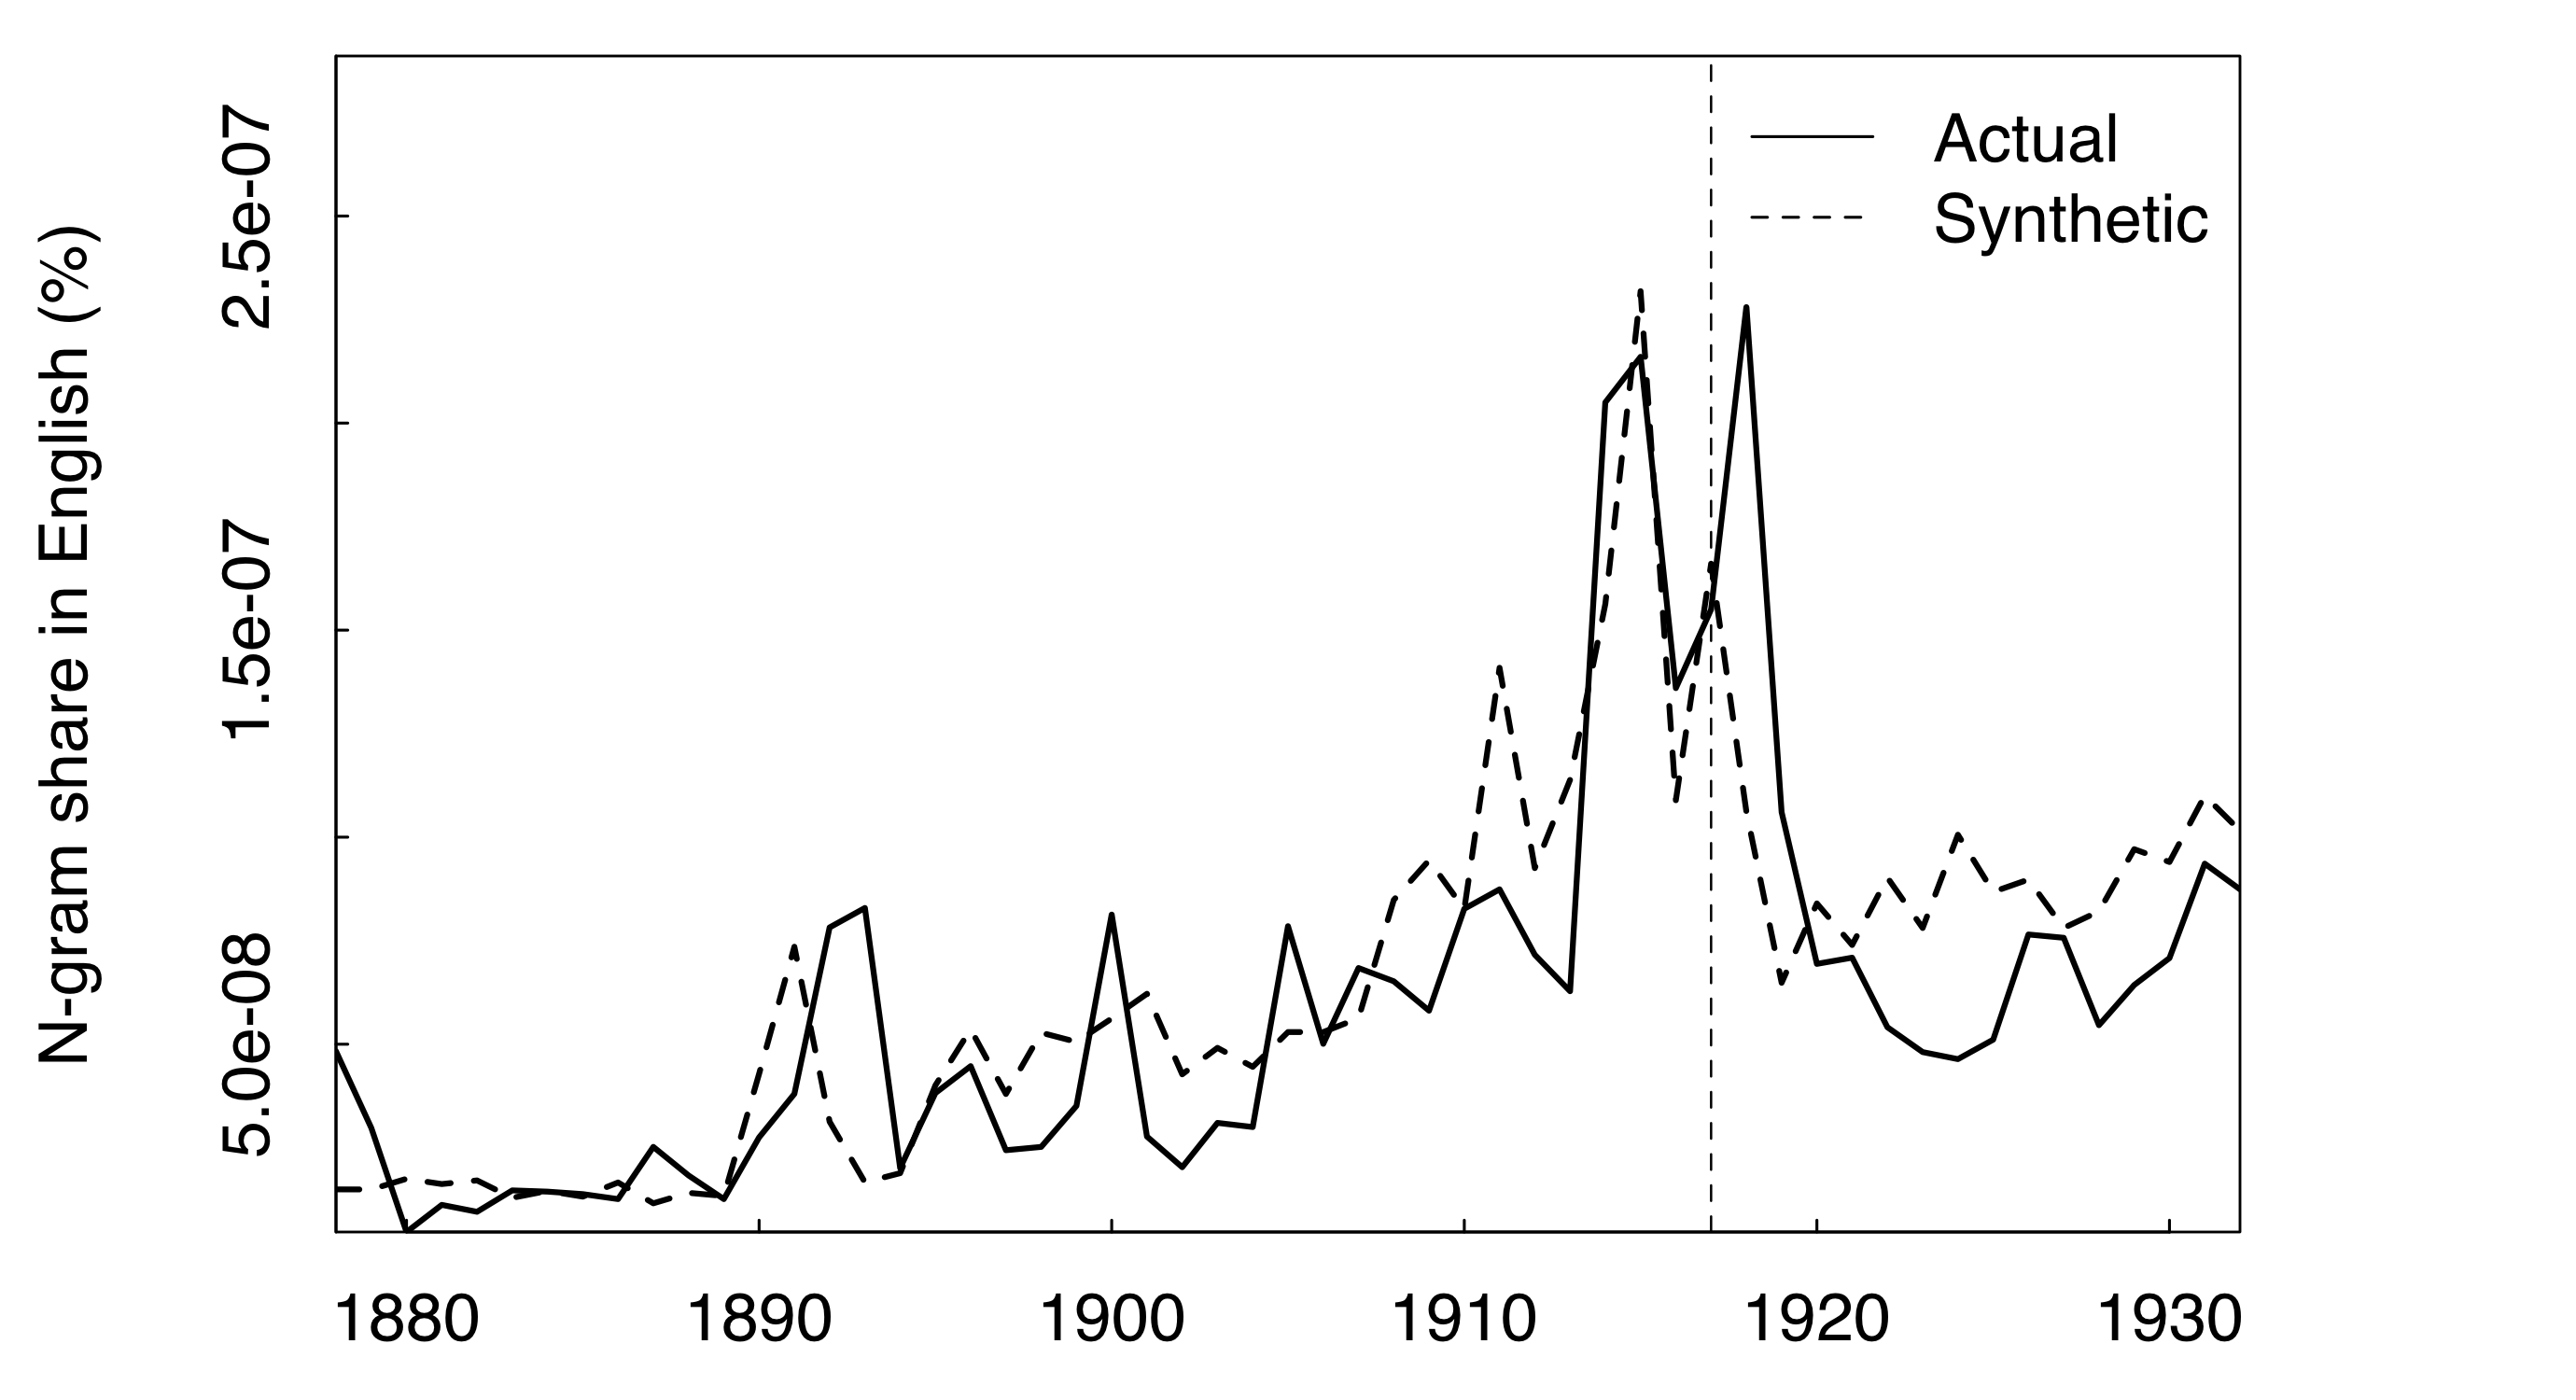 N-gram share in English (%)
2.5e-07
1.5e-07
5.0e-08
Actual
Synthetic
1880 1890 1900 1910 1920 1930